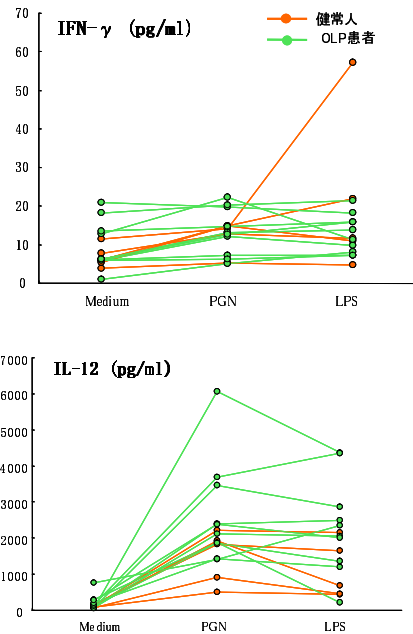 IFN-γ (pg/ml)
健常人
OLP患者
70
60
50
40
30
20
10
0
Medium PGN LPS
IL-12 (pg/ml)
7000
6000
5000
4000
3000
2000
1000
0
Medium PGN LPS